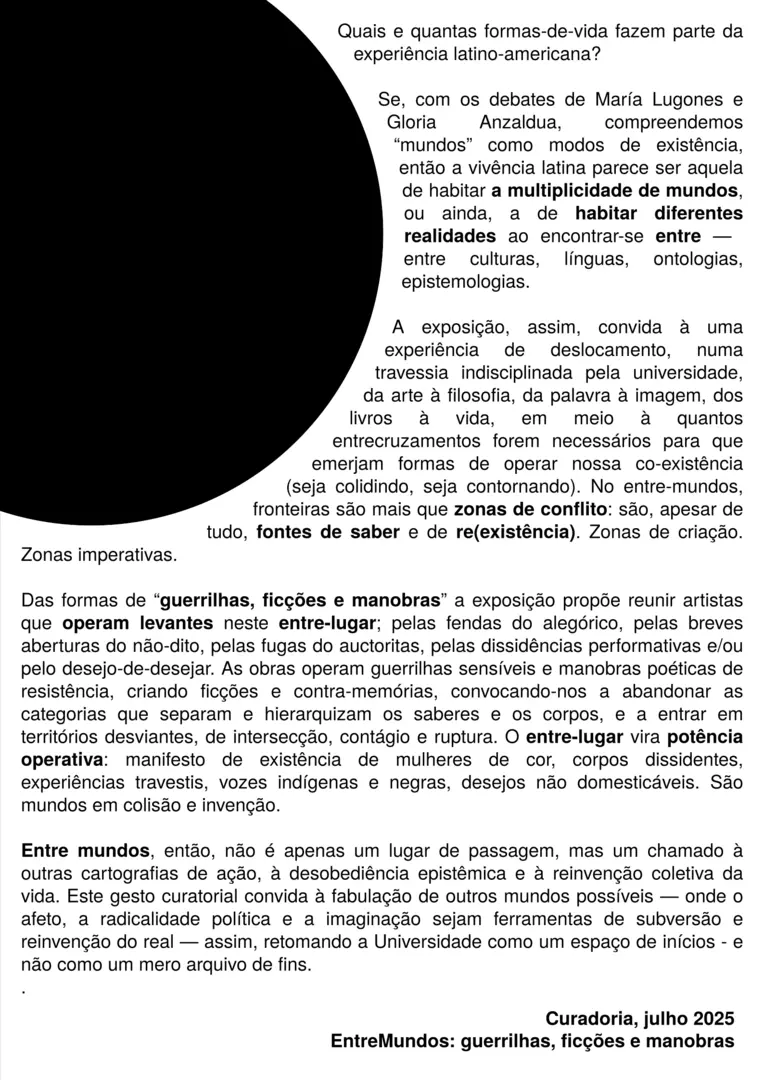 Quais e quantas formas-de-vida fazem parte da
experiência latino-americana?
Se, com os debates de María Lugones e
Gloria Anzaldua, compreendemos
“mundos” como modos de existência,
então a vivência latina parece ser aquela
de habitar a multiplicidade de mundos,
ou ainda, a de habitar diferentes
realidades ao encontrar-se entre —
entre culturas, línguas, ontologias,
epistemologias.
A exposição, assim, convida à uma
experiência de deslocamento, numa
travessia indisciplinada pela universidade,
da arte à filosofia, da palavra à imagem, dos
livros à vida, em meio à quantos
entrecruzamentos forem necessários para que
emerjam formas de operar nossa co-existência
(seja colidindo, seja contornando). No entre-mundos,
fronteiras são mais que zonas de conflito: são, apesar de
tudo, fontes de saber e de re(existência). Zonas de criação.
Zonas imperativas.
Das formas de “guerrilhas, ficções e manobras” a exposição propõe reunir artistas
que operam levantes neste entre-lugar; pelas fendas do alegórico, pelas breves
aberturas do não-dito, pelas fugas do auctoritas, pelas dissidências performativas e/ou
pelo desejo-de-desejar. As obras operam guerrilhas sensíveis e manobras poéticas de
resistência, criando ficções e contra-memórias, convocando-nos a abandonar as
categorias que separam e hierarquizam os saberes e os corpos, e a entrar em
territórios desviantes, de intersecção, contágio e ruptura. O entre-lugar vira potência
operativa: manifesto de existência de mulheres de cor, corpos dissidentes,
experiências travestis, vozes indígenas e negras, desejos não domesticáveis. São
mundos em colisão e invenção.
Entre mundos, então, não é apenas um lugar de passagem, mas um chamado à
outras cartografias de ação, à desobediência epistêmica e à reinvenção coletiva da
vida. Este gesto curatorial convida à fabulação de outros mundos possíveis — onde o
afeto, a radicalidade política e a imaginação sejam ferramentas de subversão e
reinvenção do real — assim, retomando a Universidade como um espaço de inícios - e
não como um mero arquivo de fins.
.
Curadoria, julho 2025
EntreMundos: guerrilhas, ficções e manobras